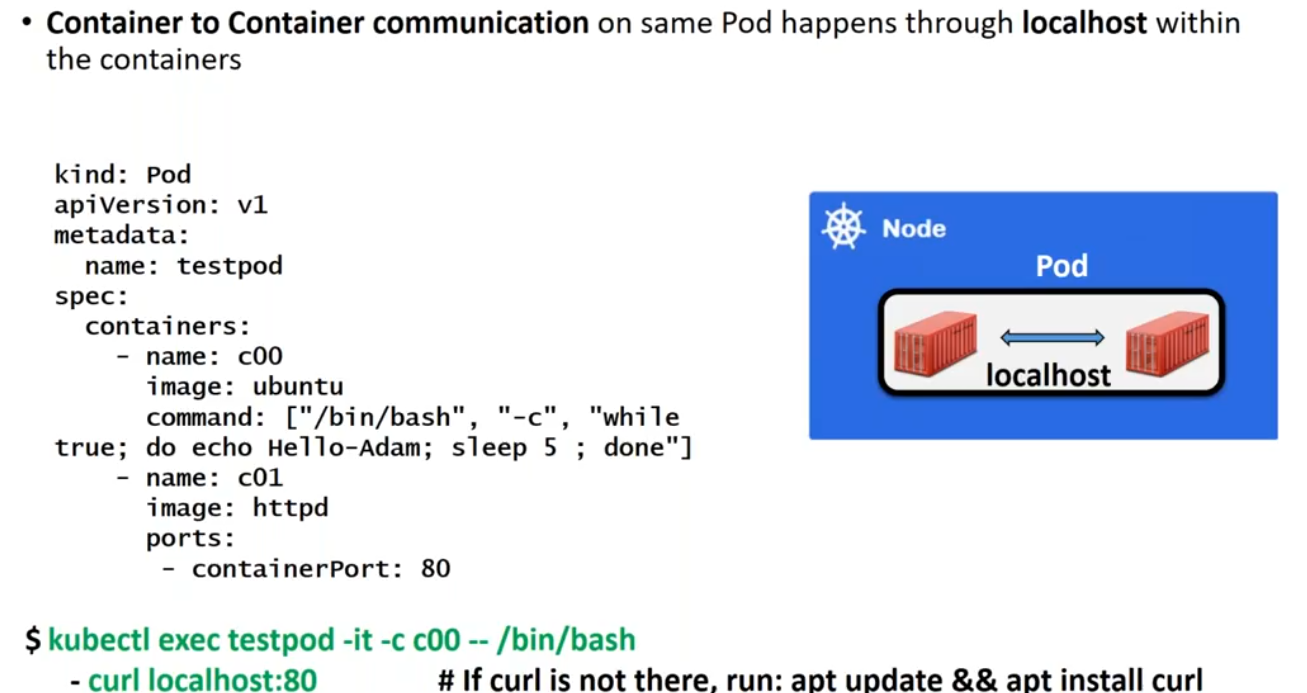 • Container to Container communication on same Pod happens through localhost within
the containers
kind: Pod
apiVersion: v1
metadata:
  name: testpod
spec:
  containers:
    - name: c00
      image: ubuntu
      command: ["/bin/bash", "-c", "while
true; do echo Hello-Adam; sleep 5 ; done"]
    - name: c01
      image: httpd
      ports:
       - containerPort: 80
Node
Pod
localhost
$ kubectl exec testpod -it -c c00 -- /bin/bash
- curl localhost:80 # If curl is not there, run: apt update && apt install curl